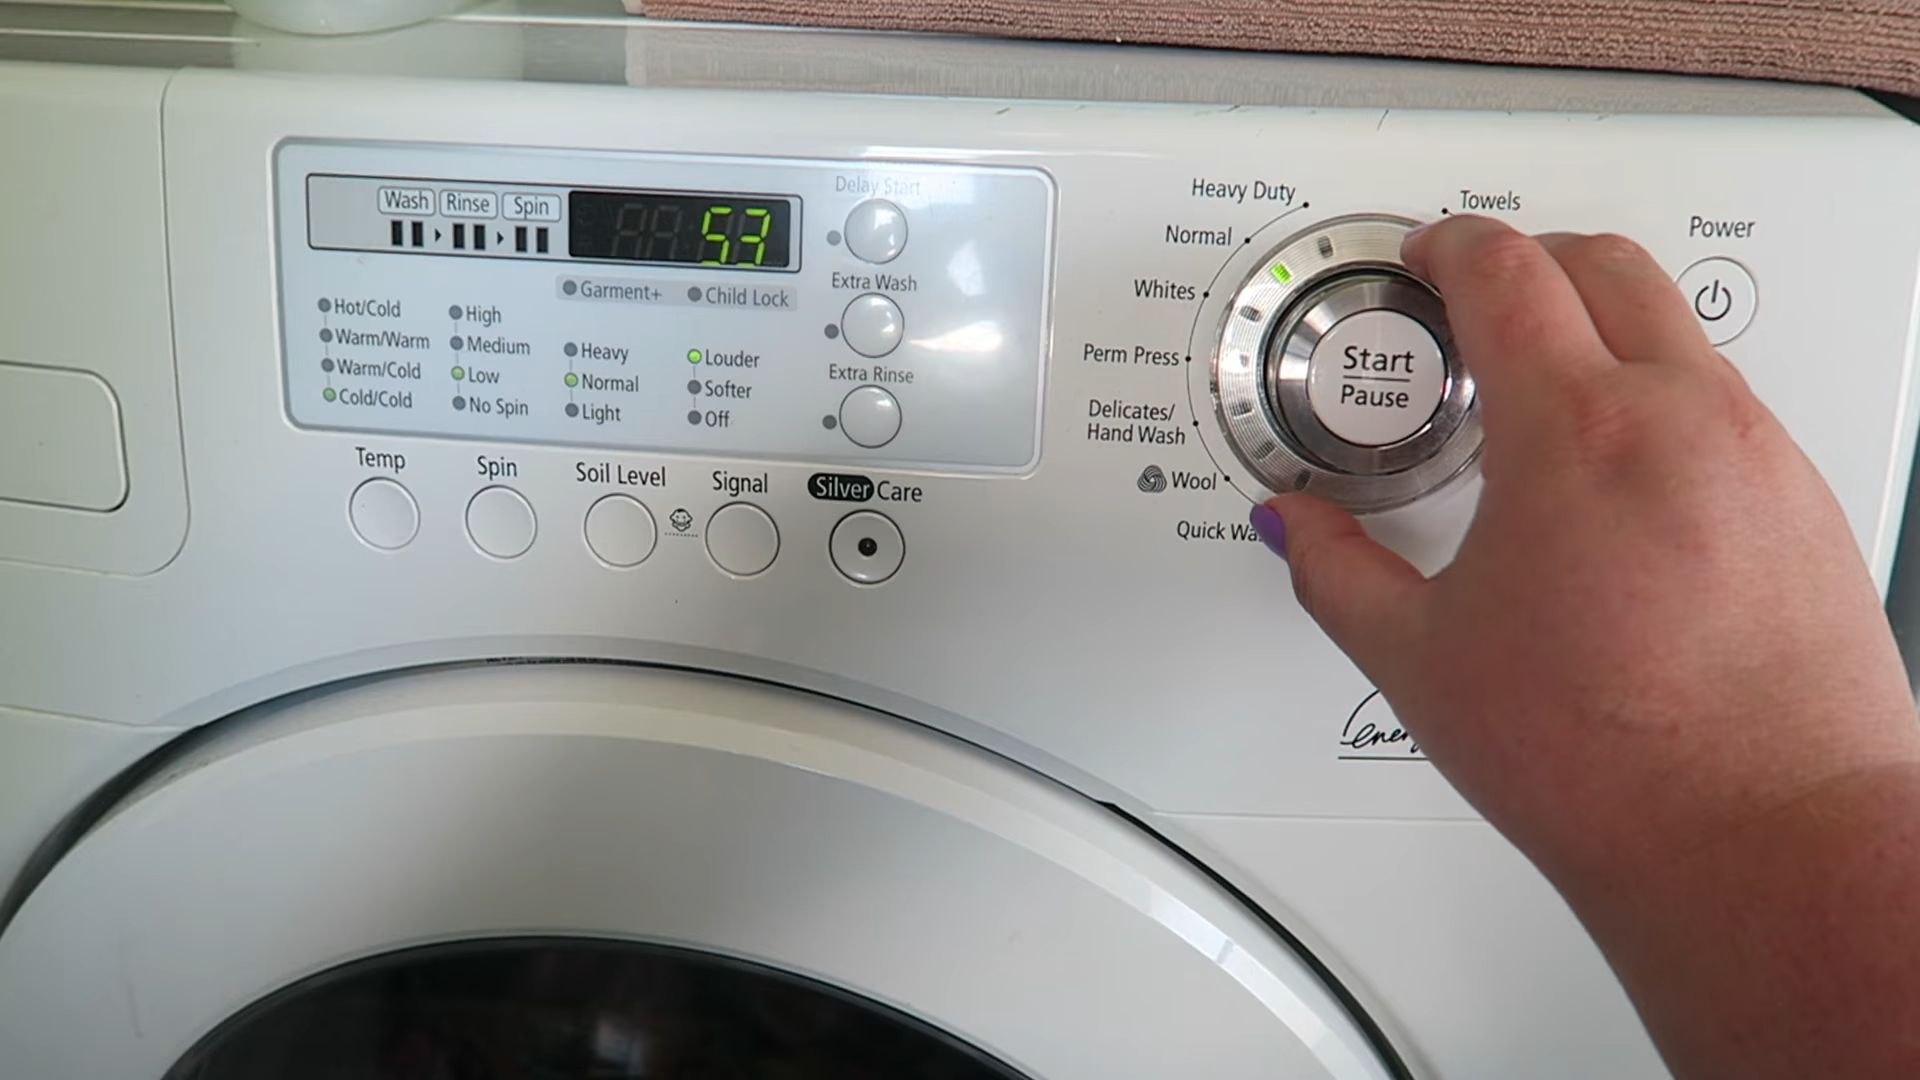 Wash Rinse Spin
53
Delay Start
Garment+ Child Lock
Extra Wash
Hot/Cold
Warm/Warm
Warm/Cold
Cold/Cold
High
Medium
Low
No Spin
Heavy
Normal
Light
Louder
Softer
Off
Extra Rinse
Temp
Spin
Soil Level
Signal
Silver Care
Heavy Duty
Normal
Whites
Perm Press
Delicates/
Hand Wash
Wool
Quick
Towels
Start
Pause
Power